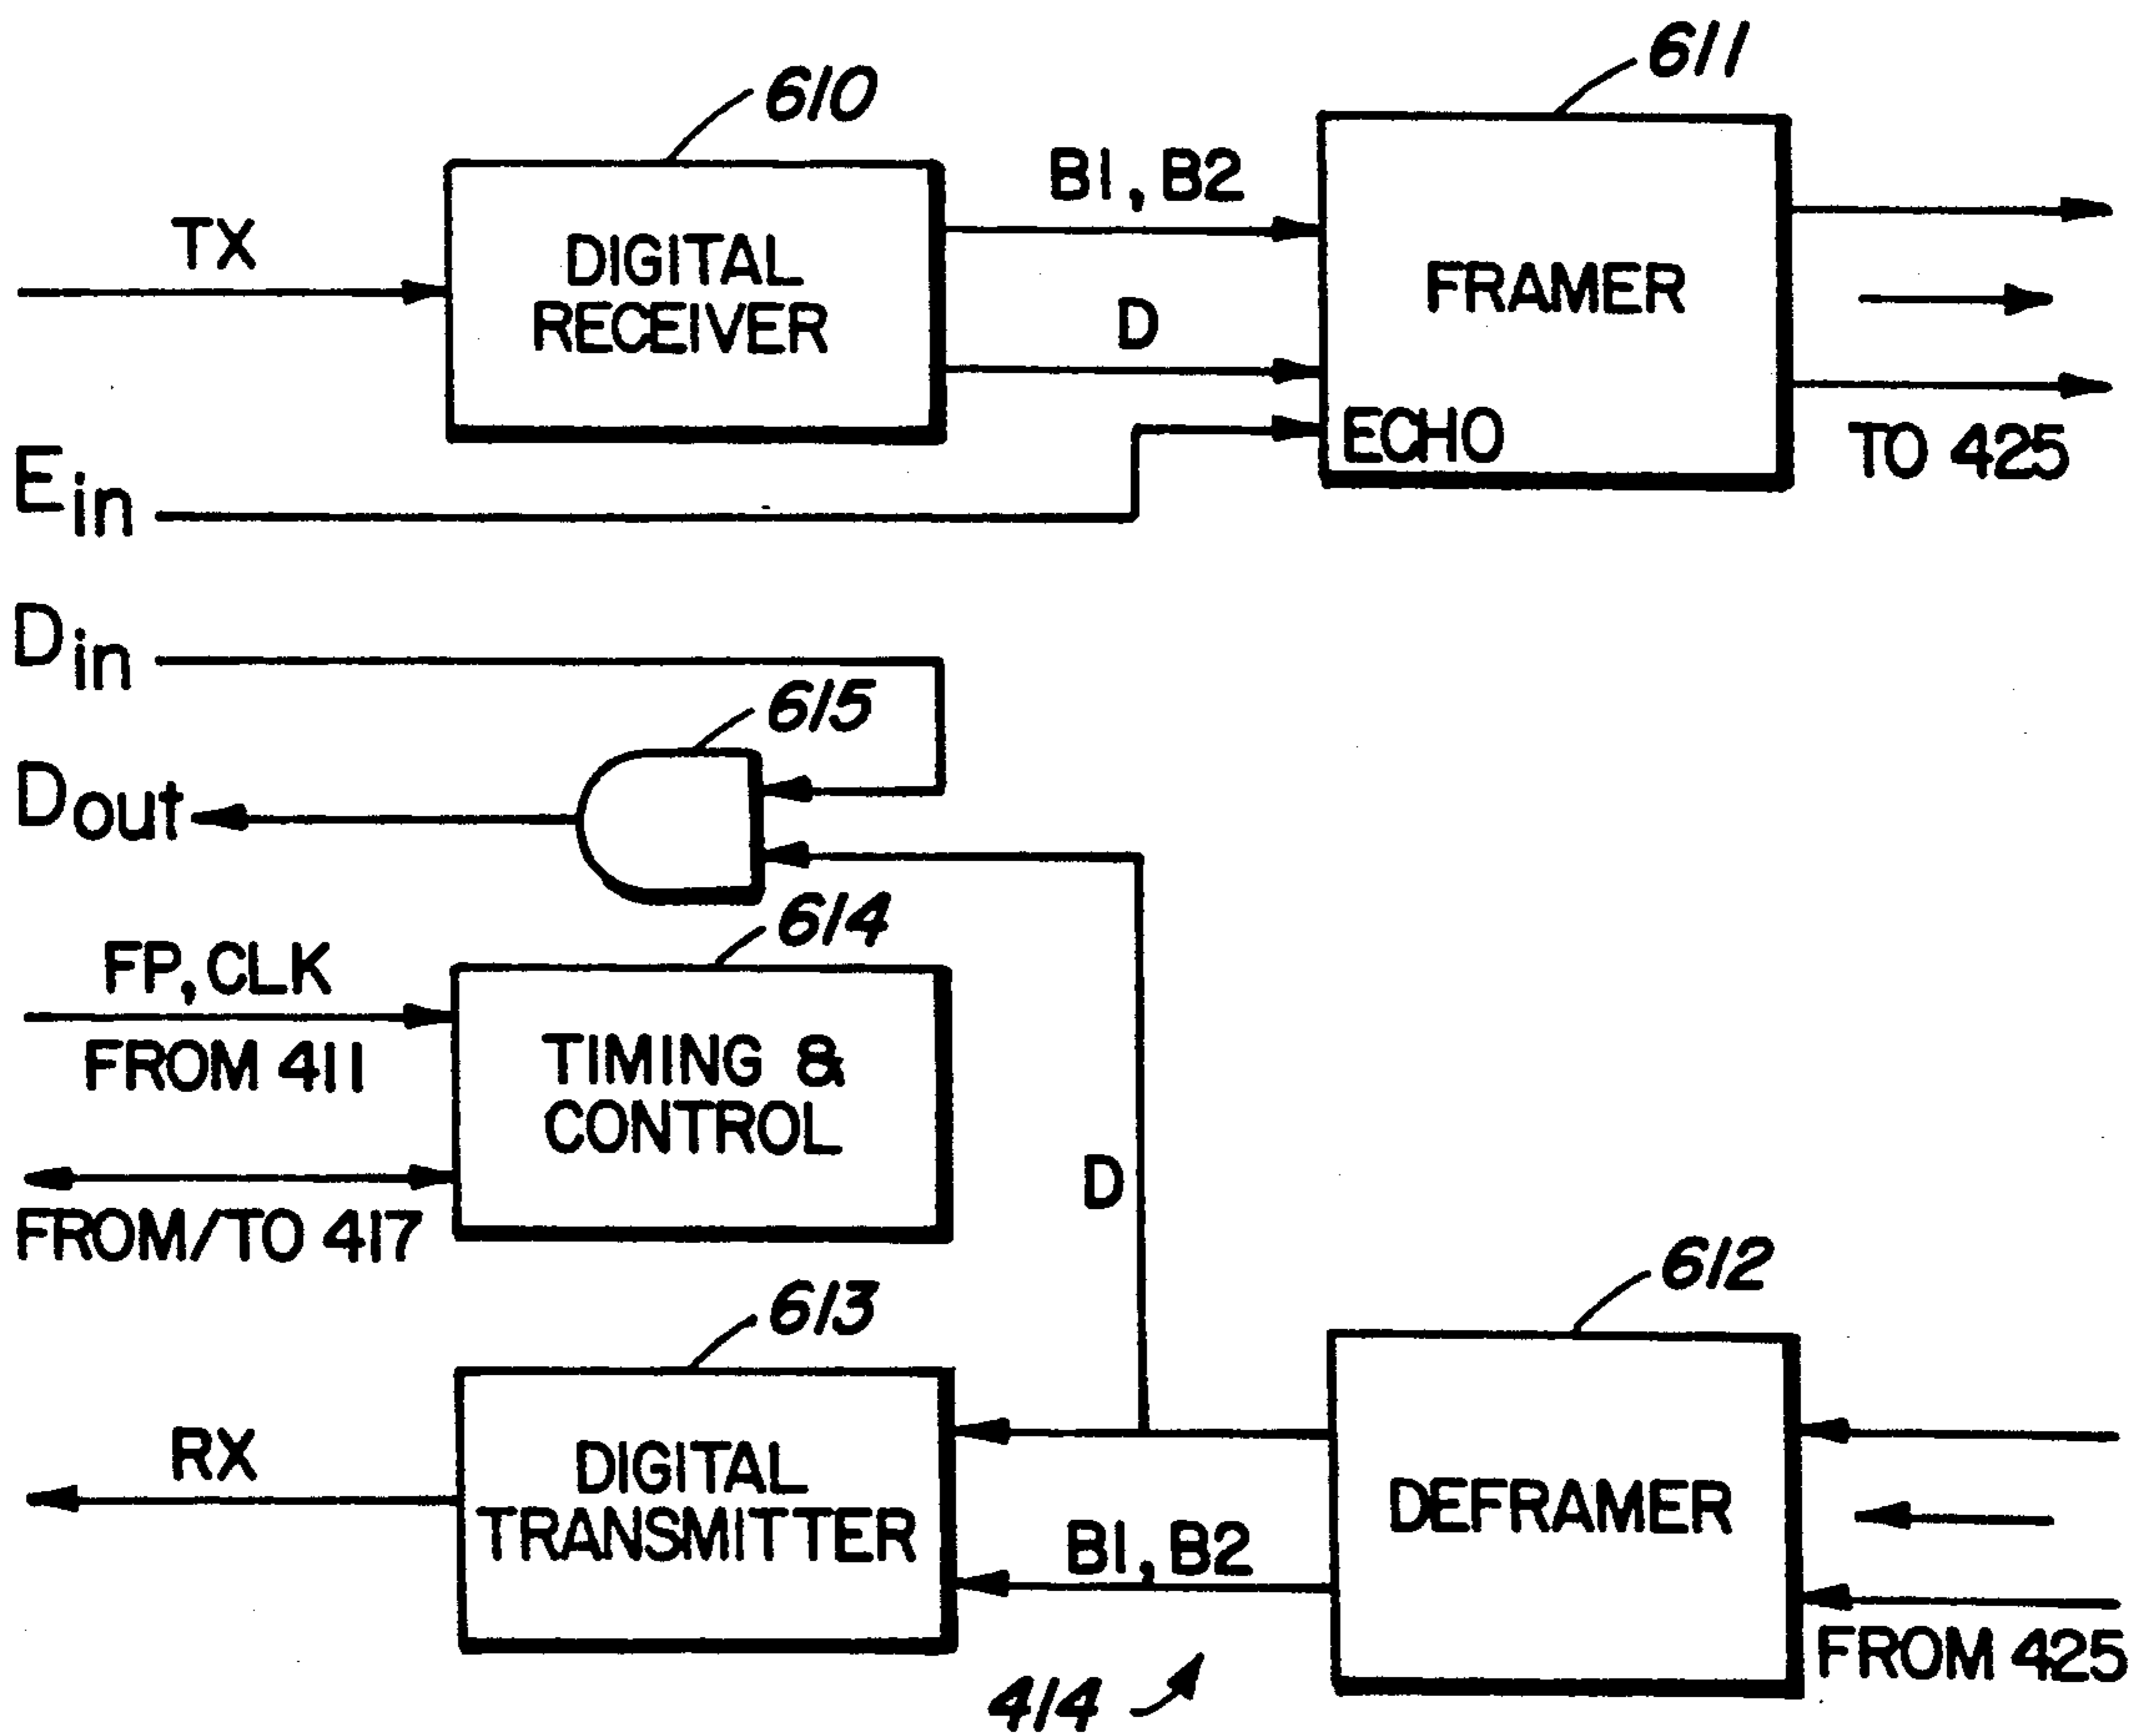 610
611
TX
DIGITAL
RECEIVER
B1, B2
D
FRAMER
ECHO
TO 425
Ein
Din
615
Dout
614
FP, CLK
FROM 411
TIMING &
CONTROL
FROM/TO 417
D
613
612
RX
DIGITAL
TRANSMITTER
B1, B2
DEFRAMER
FROM 425
414